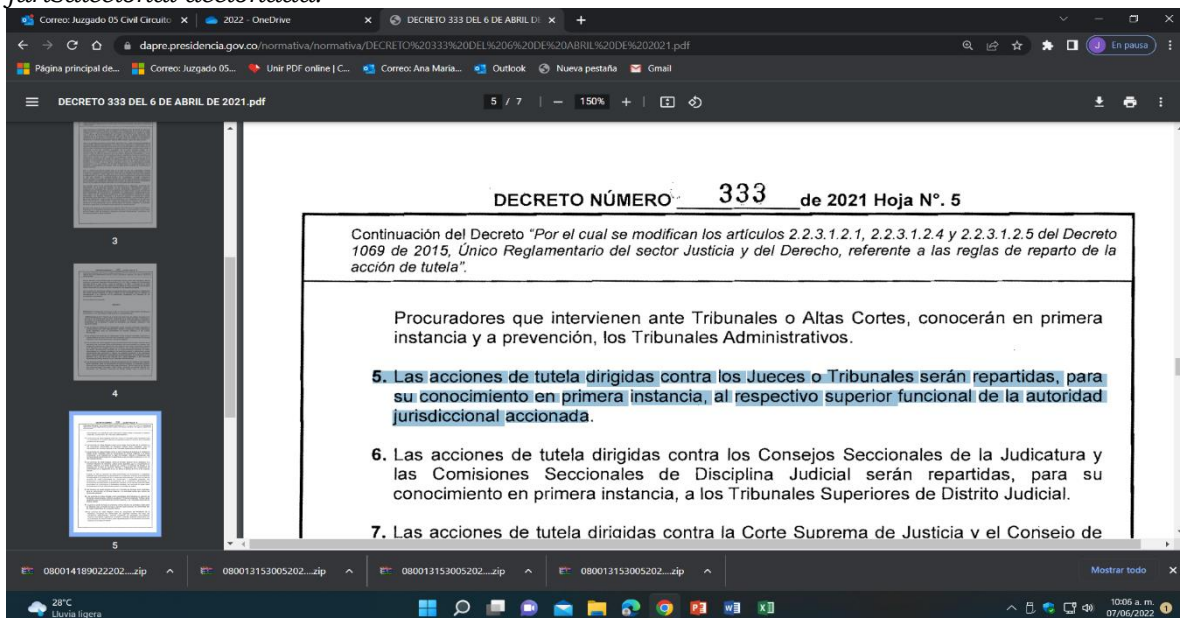 jurisdiccional accionada.
Correo: Juzgado 05 Civil Circuito
2022 - OneDrive
DECRETO 333 DEL 6 DE ABRIL DE
dapre.presidencia.gov.co/normativa/normativa/DECRETO%20333%20DEL%206%20DE%20ABRIL%20DE%202021.pdf
J En pausa
Página principal de...
Correo: Juzgado 05...
Unir PDF online | C...
Correo: Ana Maria...
Outlook
Nueva pestaña
Gmail
DECRETO 333 DEL 6 DE ABRIL DE 2021.pdf
5 / 7
150%
3
4
5
DECRETO NÚMERO 333 de 2021 Hoja Nº. 5
Continuación del Decreto "Por el cual se modifican los artículos 2.2.3.1.2.1, 2.2.3.1.2.4 y 2.2.3.1.2.5 del Decreto
1069 de 2015, Único Reglamentario del sector Justicia y del Derecho, referente a las reglas de reparto de la
acción de tutela".
Procuradores que intervienen ante Tribunales o Altas Cortes, conocerán en primera
instancia y a prevención, los Tribunales Administrativos.
5. Las acciones de tutela dirigidas contra los Jueces o Tribunales serán repartidas, para
su conocimiento en primera instancia, al respectivo superior funcional de la autoridad
jurisdiccional accionada.
6. Las acciones de tutela dirigidas contra los Consejos Seccionales de la Judicatura y
las Comisiones Seccionales de Disciplina Judicial serán repartidas, para su
conocimiento en primera instancia, a los Tribunales Superiores de Distrito Judicial.
7. Las acciones de tutela dirigidas contra la Corte Suprema de Justicia y el Consejo de
080014189022202....zip
080013153005202....zip
080013153005202....zip
080013153005202....zip
Mostrar todo
28°C
Lluvia ligera
10:06 a. m.
07/06/2022